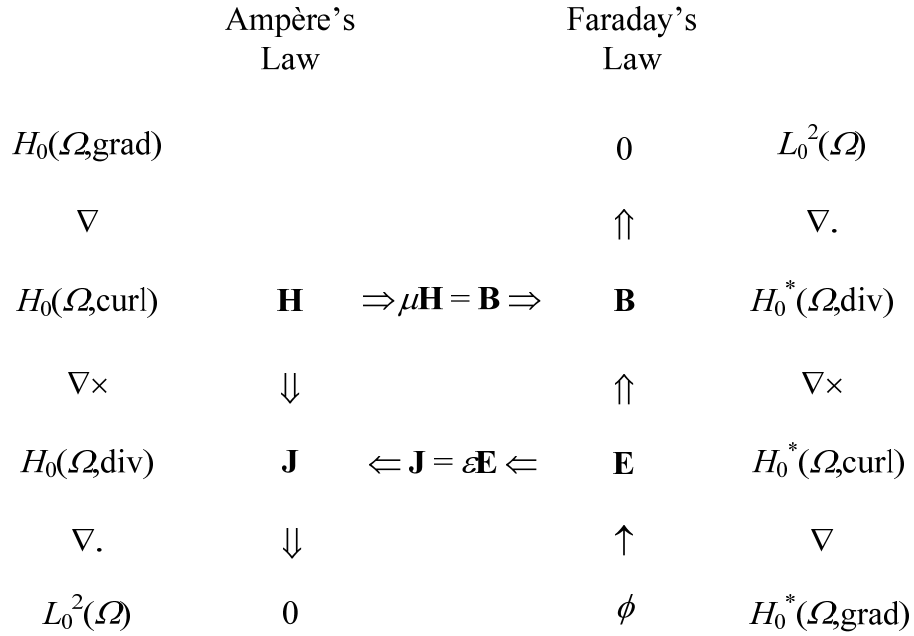 Ampère's Faraday's
Law Law
H₀(Ω,grad) 0 L₀²(Ω)
∇ ⇑ ∇.
H₀(Ω,curl) H ⇒ μH = B ⇒ B H₀*(Ω,div)
∇× ⇓ ⇑ ∇×
H₀(Ω,div) J ⇐ J = εE ⇐ E H₀*(Ω,curl)
∇. ⇓ ↑ ∇
L₀²(Ω) 0 ϕ H₀*(Ω,grad)